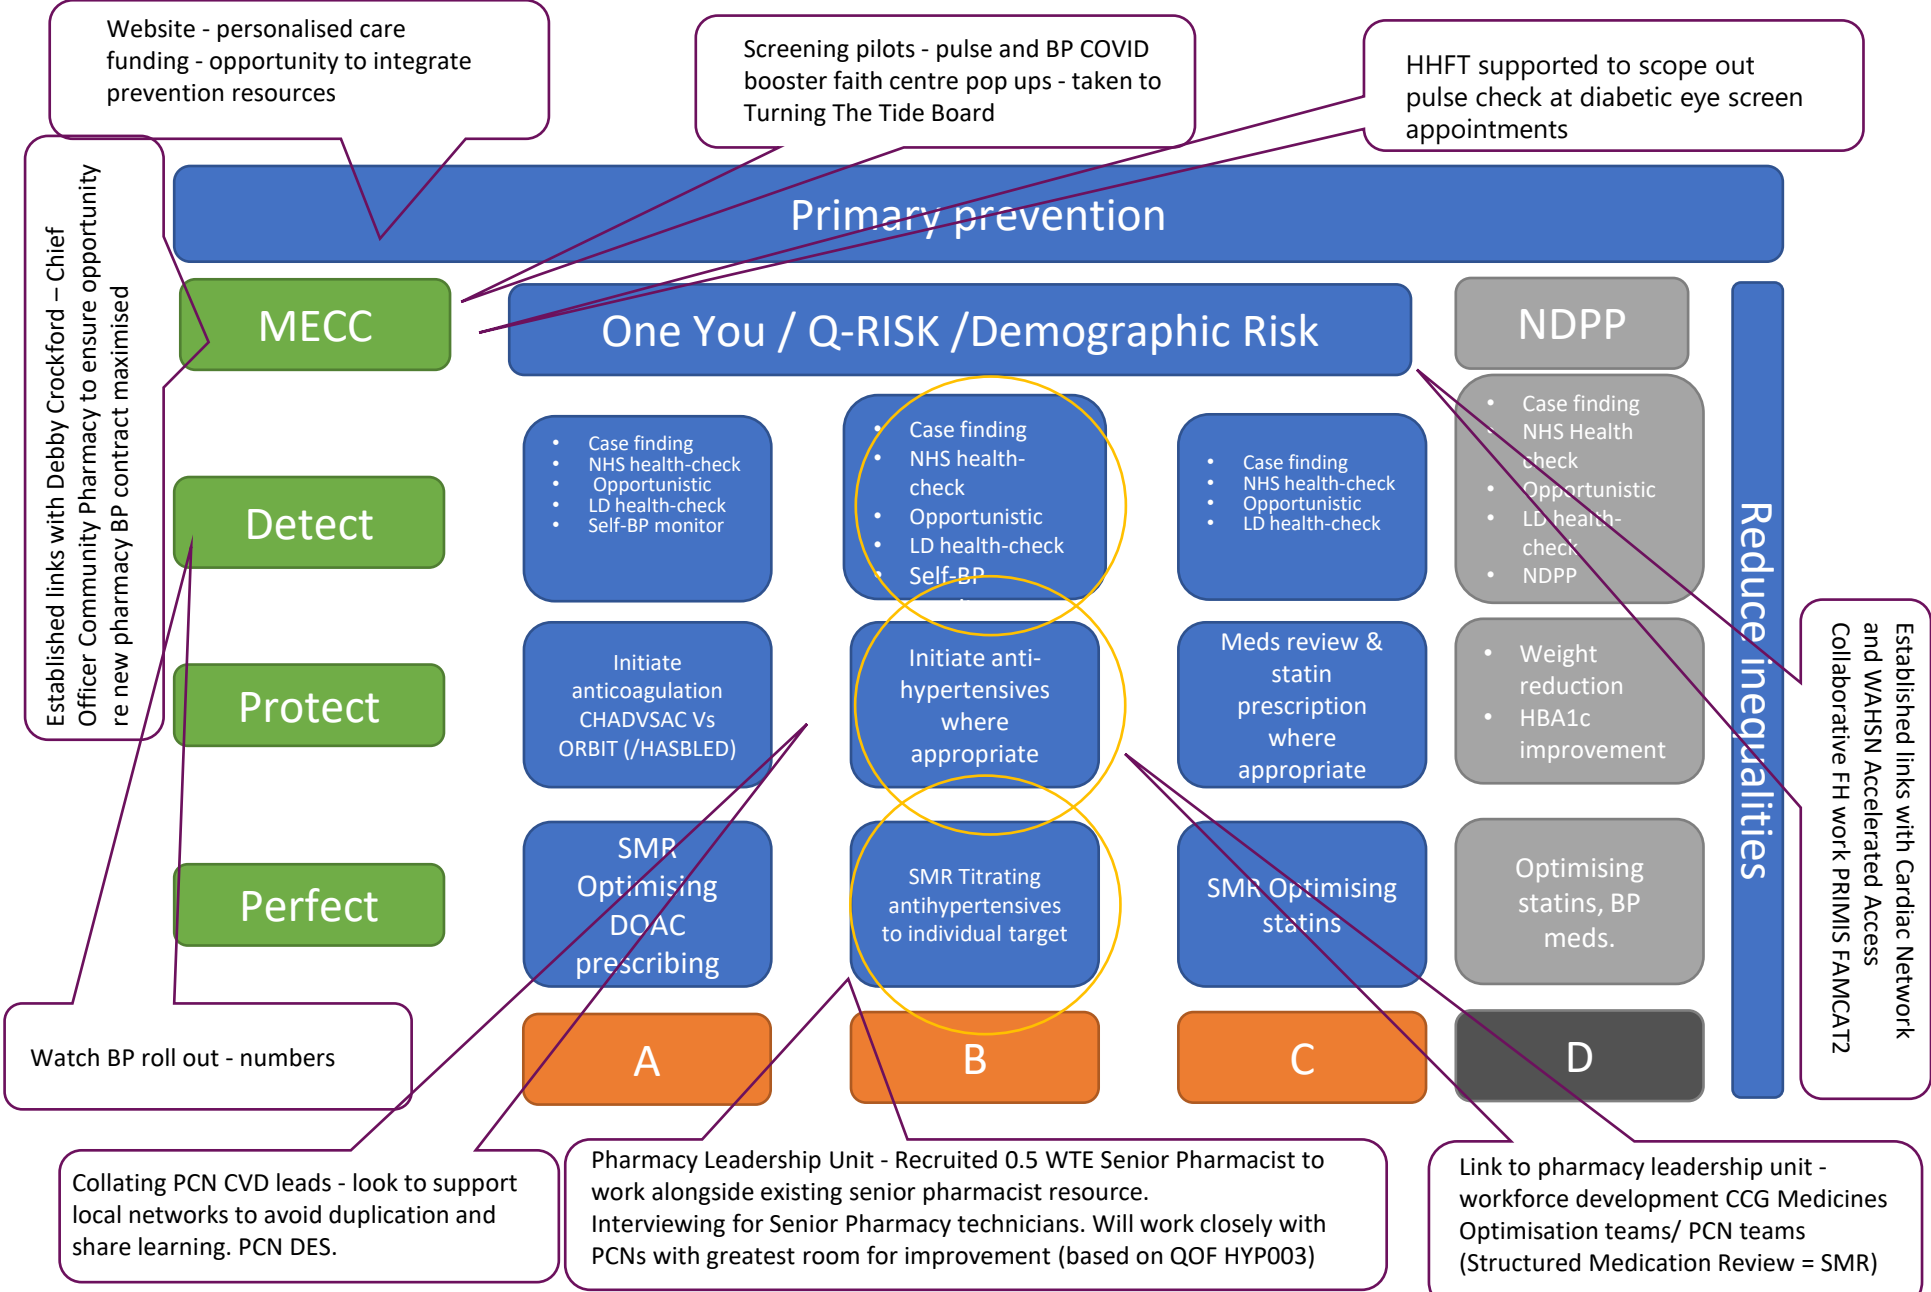 Website - personalised care
funding - opportunity to integrate
prevention resources
Screening pilots - pulse and BP COVID
booster faith centre pop ups - taken to
Turning The Tide Board
HHFT supported to scope out
pulse check at diabetic eye screen
appointments
Established links with Debby Crockford – Chief
Officer Community Pharmacy to ensure opportunity
re new pharmacy BP contract maximised
Primary prevention
MECC
One You / Q-RISK /Demographic Risk
NDPP
Reduce inequalities
Detect
• Case finding
• NHS health-check
• Opportunistic
• LD health-check
• Self-BP monitor
• Case finding
• NHS health-
check
• Opportunistic
• LD health-check
• Self-BP
• Case finding
• NHS health-check
• Opportunistic
• LD health-check
• Case finding
• NHS Health
check
• Opportunistic
• LD health-
check
• NDPP
Protect
Initiate
anticoagulation
CHADVSAC Vs
ORBIT (/HASBLED)
Initiate anti-
hypertensives
where
appropriate
Meds review &
statin
prescription
where
appropriate
• Weight
reduction
• HBA1c
improvement
Established links with Cardiac Network
and WAHSN Accelerated Access
Collaborative FH work PRIMIS FAMCAT2
Perfect
SMR
Optimising
DOAC
prescribing
SMR Titrating
antihypertensives
to individual target
SMR Optimising
statins
Optimising
statins, BP
meds.
A
B
C
D
Watch BP roll out - numbers
Collating PCN CVD leads - look to support
local networks to avoid duplication and
share learning. PCN DES.
Pharmacy Leadership Unit - Recruited 0.5 WTE Senior Pharmacist to
work alongside existing senior pharmacist resource.
Interviewing for Senior Pharmacy technicians. Will work closely with
PCNs with greatest room for improvement (based on QOF HYP003)
Link to pharmacy leadership unit -
workforce development CCG Medicines
Optimisation teams/ PCN teams
(Structured Medication Review = SMR)